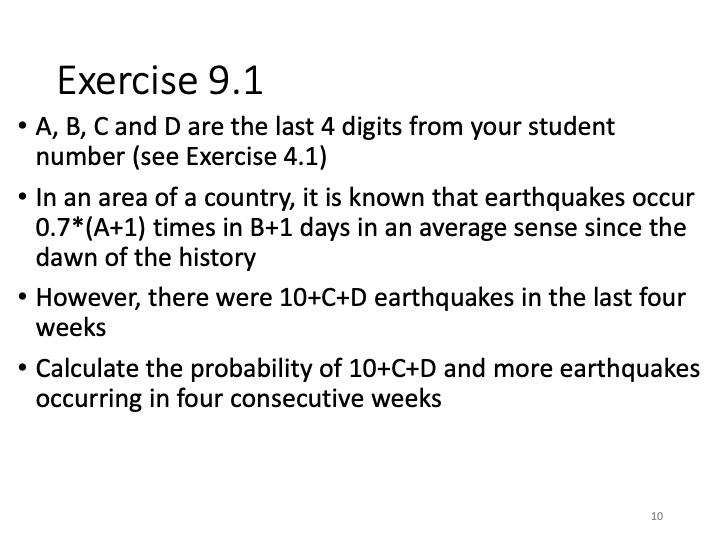 Exercise 9.1
• A, B, C and D are the last 4 digits from your student
number (see Exercise 4.1)
• In an area of a country, it is known that earthquakes occur
0.7*(A+1) times in B+1 days in an average sense since the
dawn of the history
• However, there were 10+C+D earthquakes in the last four
weeks
• Calculate the probability of 10+C+D and more earthquakes
occurring in four consecutive weeks
10